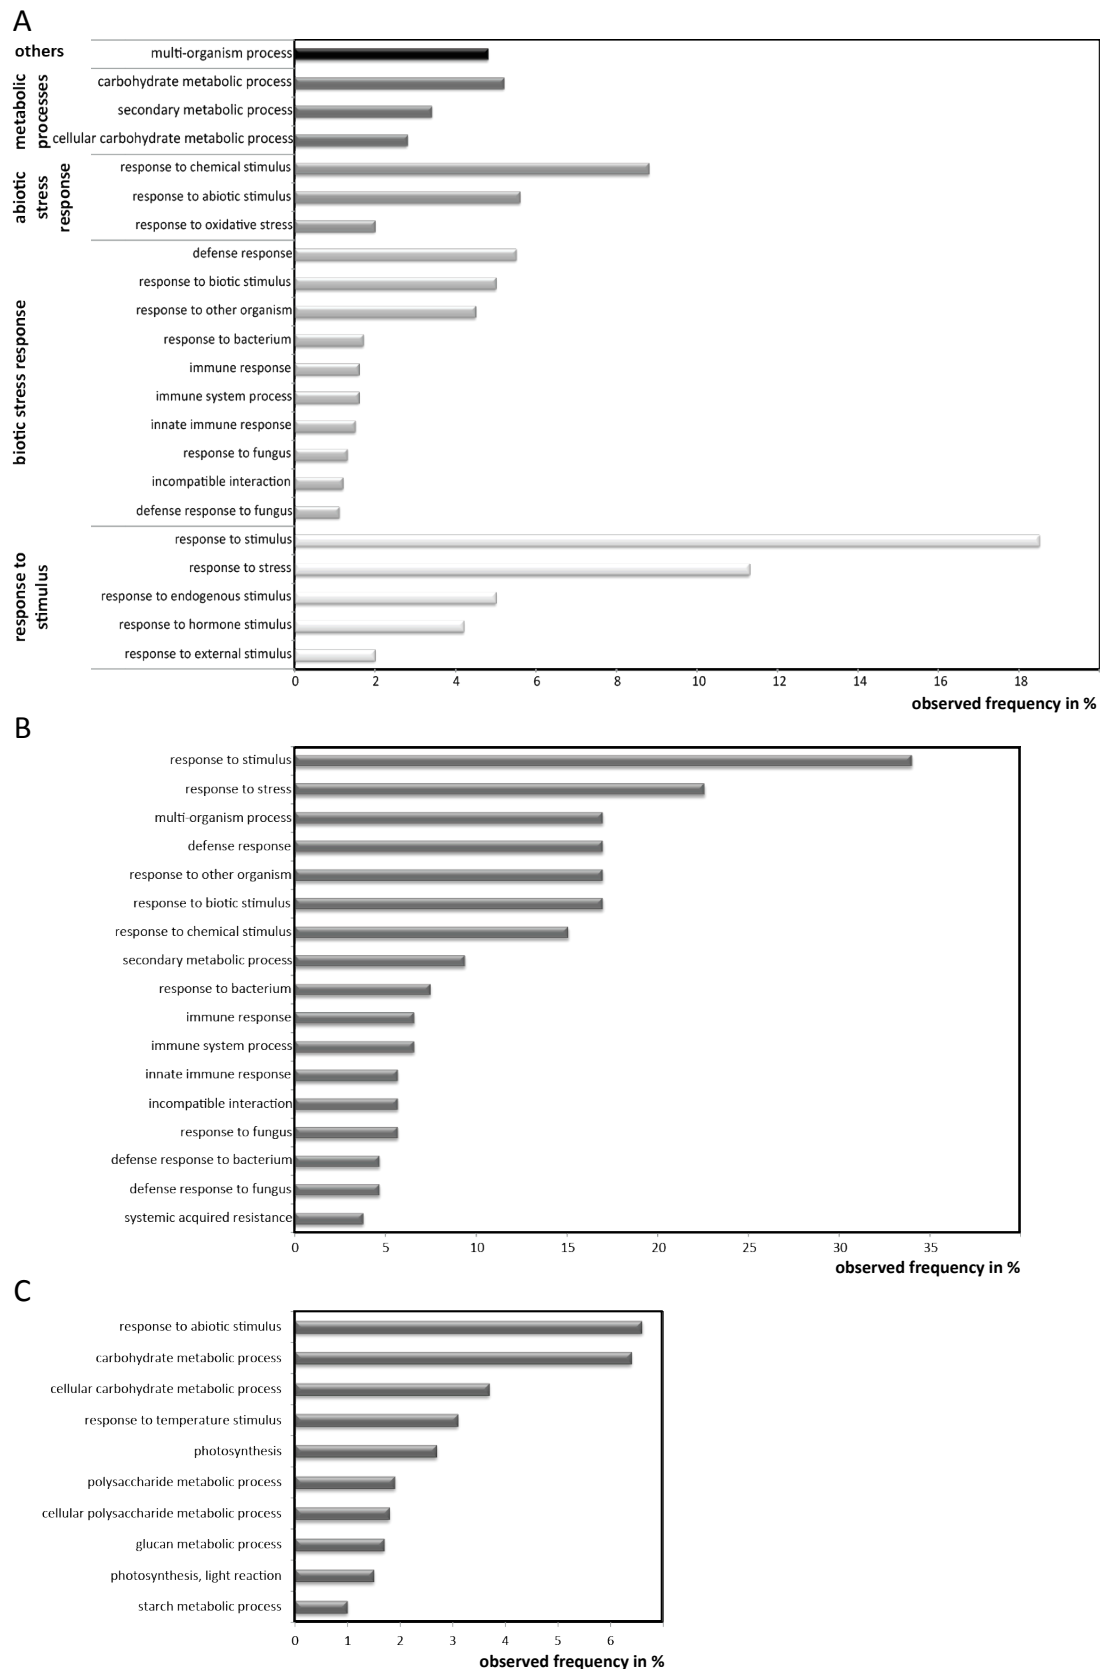 A
others
multi-organism process
metabolic
processes
carbohydrate metabolic process
secondary metabolic process
cellular carbohydrate metabolic process
abiotic
stress
response
response to chemical stimulus
response to abiotic stimulus
response to oxidative stress
biotic stress response
defense response
response to biotic stimulus
response to other organism
response to bacterium
immune response
immune system process
innate immune response
response to fungus
incompatible interaction
defense response to fungus
response to
stimulus
response to stimulus
response to stress
response to endogenous stimulus
response to hormone stimulus
response to external stimulus
0 2 4 6 8 10 12 14 16 18
observed frequency in %
B
response to stimulus
response to stress
multi-organism process
defense response
response to other organism
response to biotic stimulus
response to chemical stimulus
secondary metabolic process
response to bacterium
immune response
immune system process
innate immune response
incompatible interaction
response to fungus
defense response to bacterium
defense response to fungus
systemic acquired resistance
0 5 10 15 20 25 30 35
observed frequency in %
C
response to abiotic stimulus
carbohydrate metabolic process
cellular carbohydrate metabolic process
response to temperature stimulus
photosynthesis
polysaccharide metabolic process
cellular polysaccharide metabolic process
glucan metabolic process
photosynthesis, light reaction
starch metabolic process
0 1 2 3 4 5 6
observed frequency in %